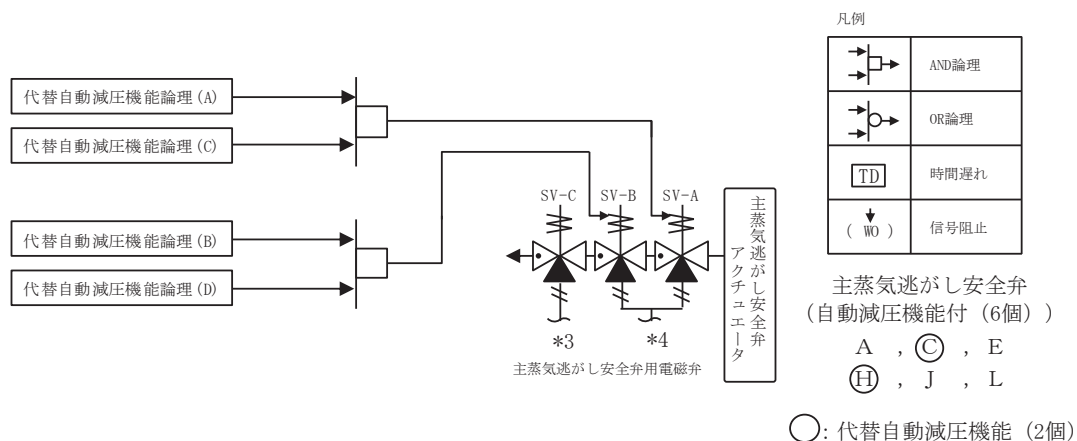 代替自動減圧機能論理(A)
代替自動減圧機能論理(C)
代替自動減圧機能論理(B)
代替自動減圧機能論理(D)
SV-C
SV-B
SV-A
主蒸気逃がし安全弁
アクチュエータ
*3
*4
主蒸気逃がし安全弁用電磁弁
凡例
AND論理
OR論理
TD
時間遅れ
( WO )
信号阻止
主蒸気逃がし安全弁
(自動減圧機能付 (6個))
A , C , E
H , J , L
: 代替自動減圧機能 (2個)